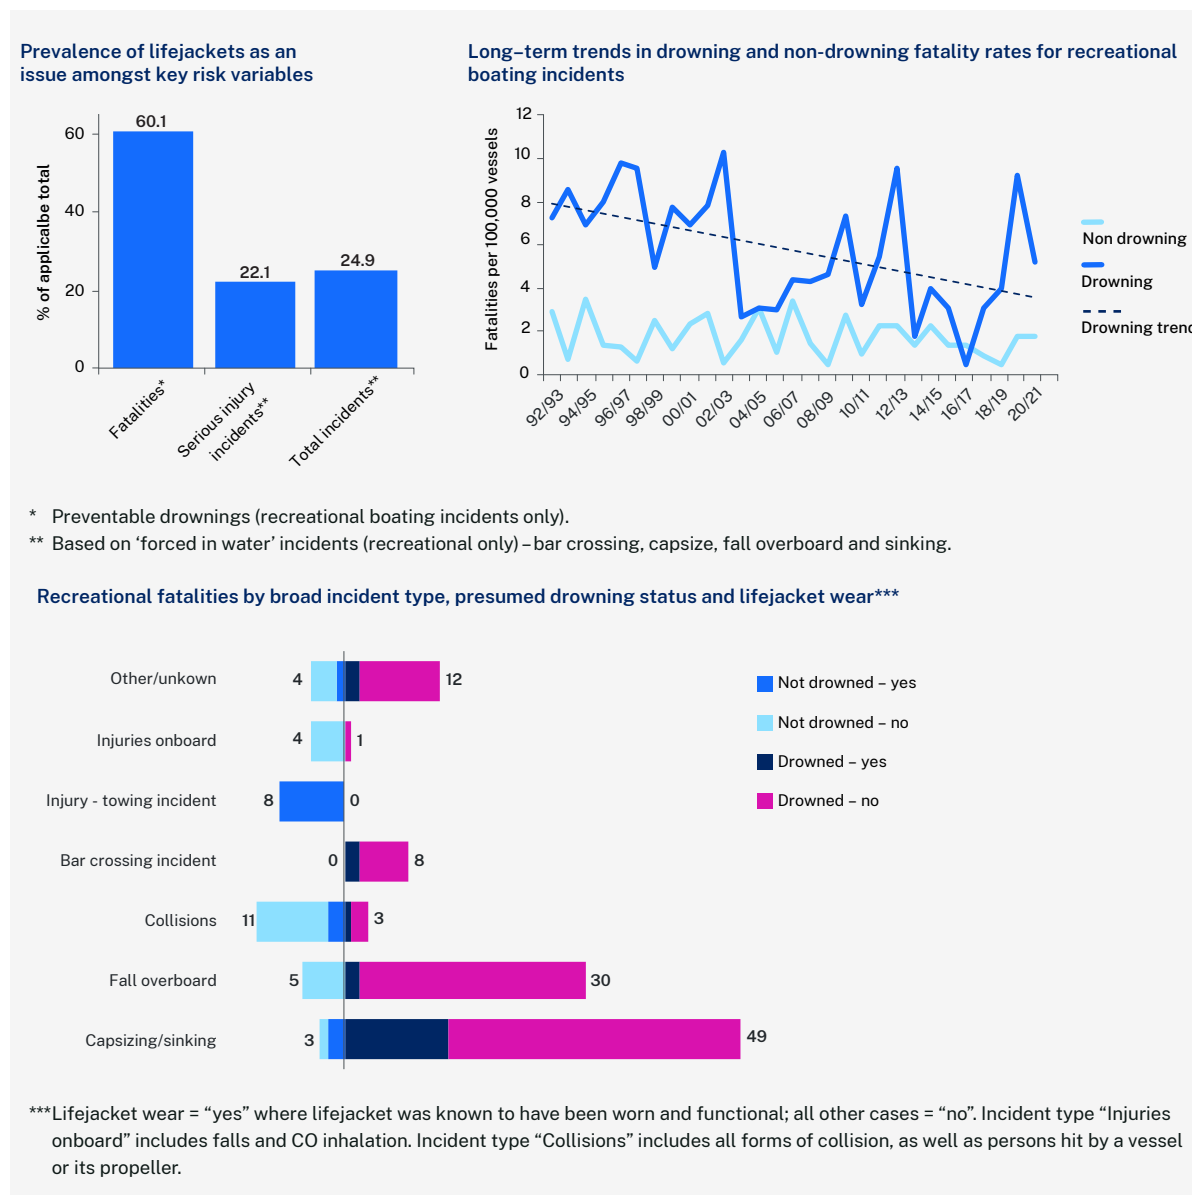 Prevalence of lifejackets as an
issue amongst key risk variables
% of applicalbe total
60
40
20
0
60.1
22.1
24.9
Fatalities*
Serious injury
incidents**
Total incidents**
Long–term trends in drowning and non-drowning fatality rates for recreational
boating incidents
Fatalities per 100,000 vessels
12
10
8
6
4
2
0
92/93
94/95
96/97
98/99
00/01
02/03
04/05
06/07
08/09
10/11
12/13
14/15
16/17
18/19
20/21
Non drowning
Drowning
Drowning trend
* Preventable drownings (recreational boating incidents only).
** Based on ‘forced in water’ incidents (recreational only) – bar crossing, capsize, fall overboard and sinking.
Recreational fatalities by broad incident type, presumed drowning status and lifejacket wear***
Other/unkown 4 12
Injuries onboard 4 1
Injury - towing incident 8 0
Bar crossing incident 0 8
Collisions 11 3
Fall overboard 5 30
Capsizing/sinking 3 49
Not drowned – yes
Not drowned – no
Drowned – yes
Drowned – no
***Lifejacket wear = “yes” where lifejacket was known to have been worn and functional; all other cases = “no”. Incident type “Injuries
onboard” includes falls and CO inhalation. Incident type “Collisions” includes all forms of collision, as well as persons hit by a vessel
or its propeller.